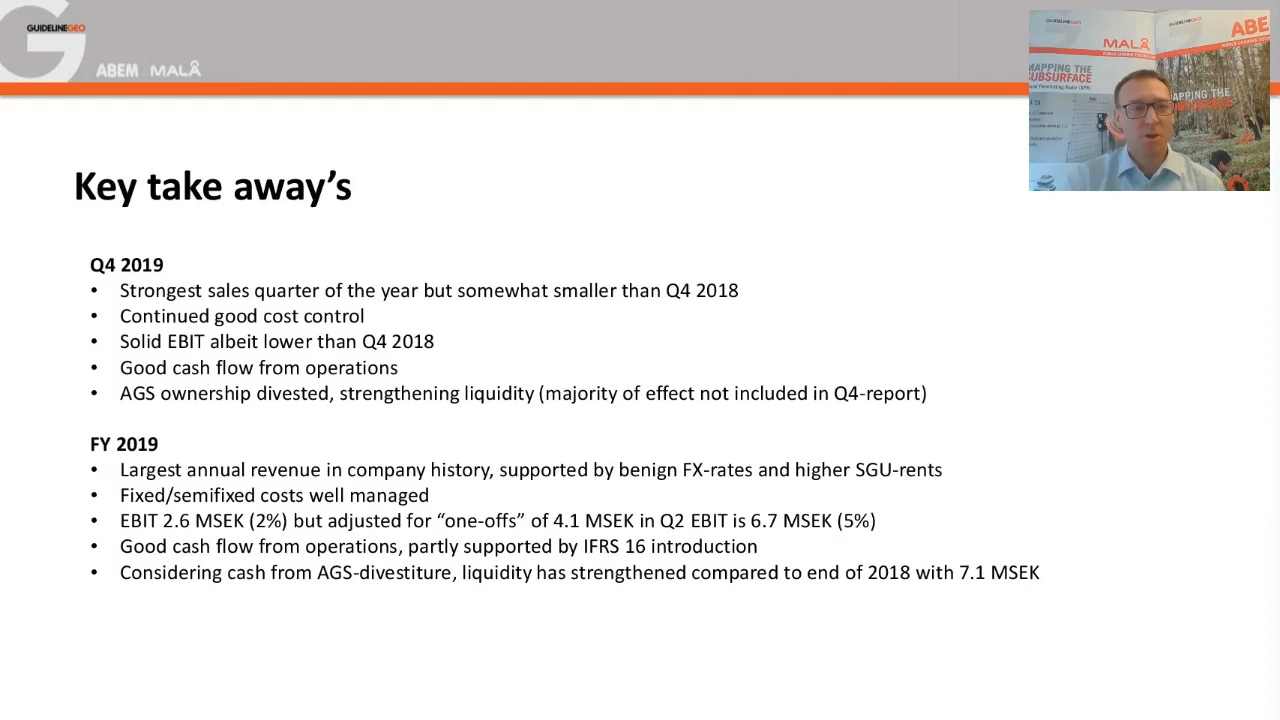 GUIDELINEGEO
ABEM | MALÅ
GUIDELINEGEO
GUIDELINEGEO
MALÅ
ABE
MAPPING THE
SUBSURFACE
MAPPING THE
SUBSURFACE
Key take away’s
Q4 2019
• Strongest sales quarter of the year but somewhat smaller than Q4 2018
• Continued good cost control
• Solid EBIT albeit lower than Q4 2018
• Good cash flow from operations
• AGS ownership divested, strengthening liquidity (majority of effect not included in Q4-report)
FY 2019
• Largest annual revenue in company history, supported by benign FX-rates and higher SGU-rents
• Fixed/semifixed costs well managed
• EBIT 2.6 MSEK (2%) but adjusted for “one-offs” of 4.1 MSEK in Q2 EBIT is 6.7 MSEK (5%)
• Good cash flow from operations, partly supported by IFRS 16 introduction
• Considering cash from AGS-divestiture, liquidity has strengthened compared to end of 2018 with 7.1 MSEK